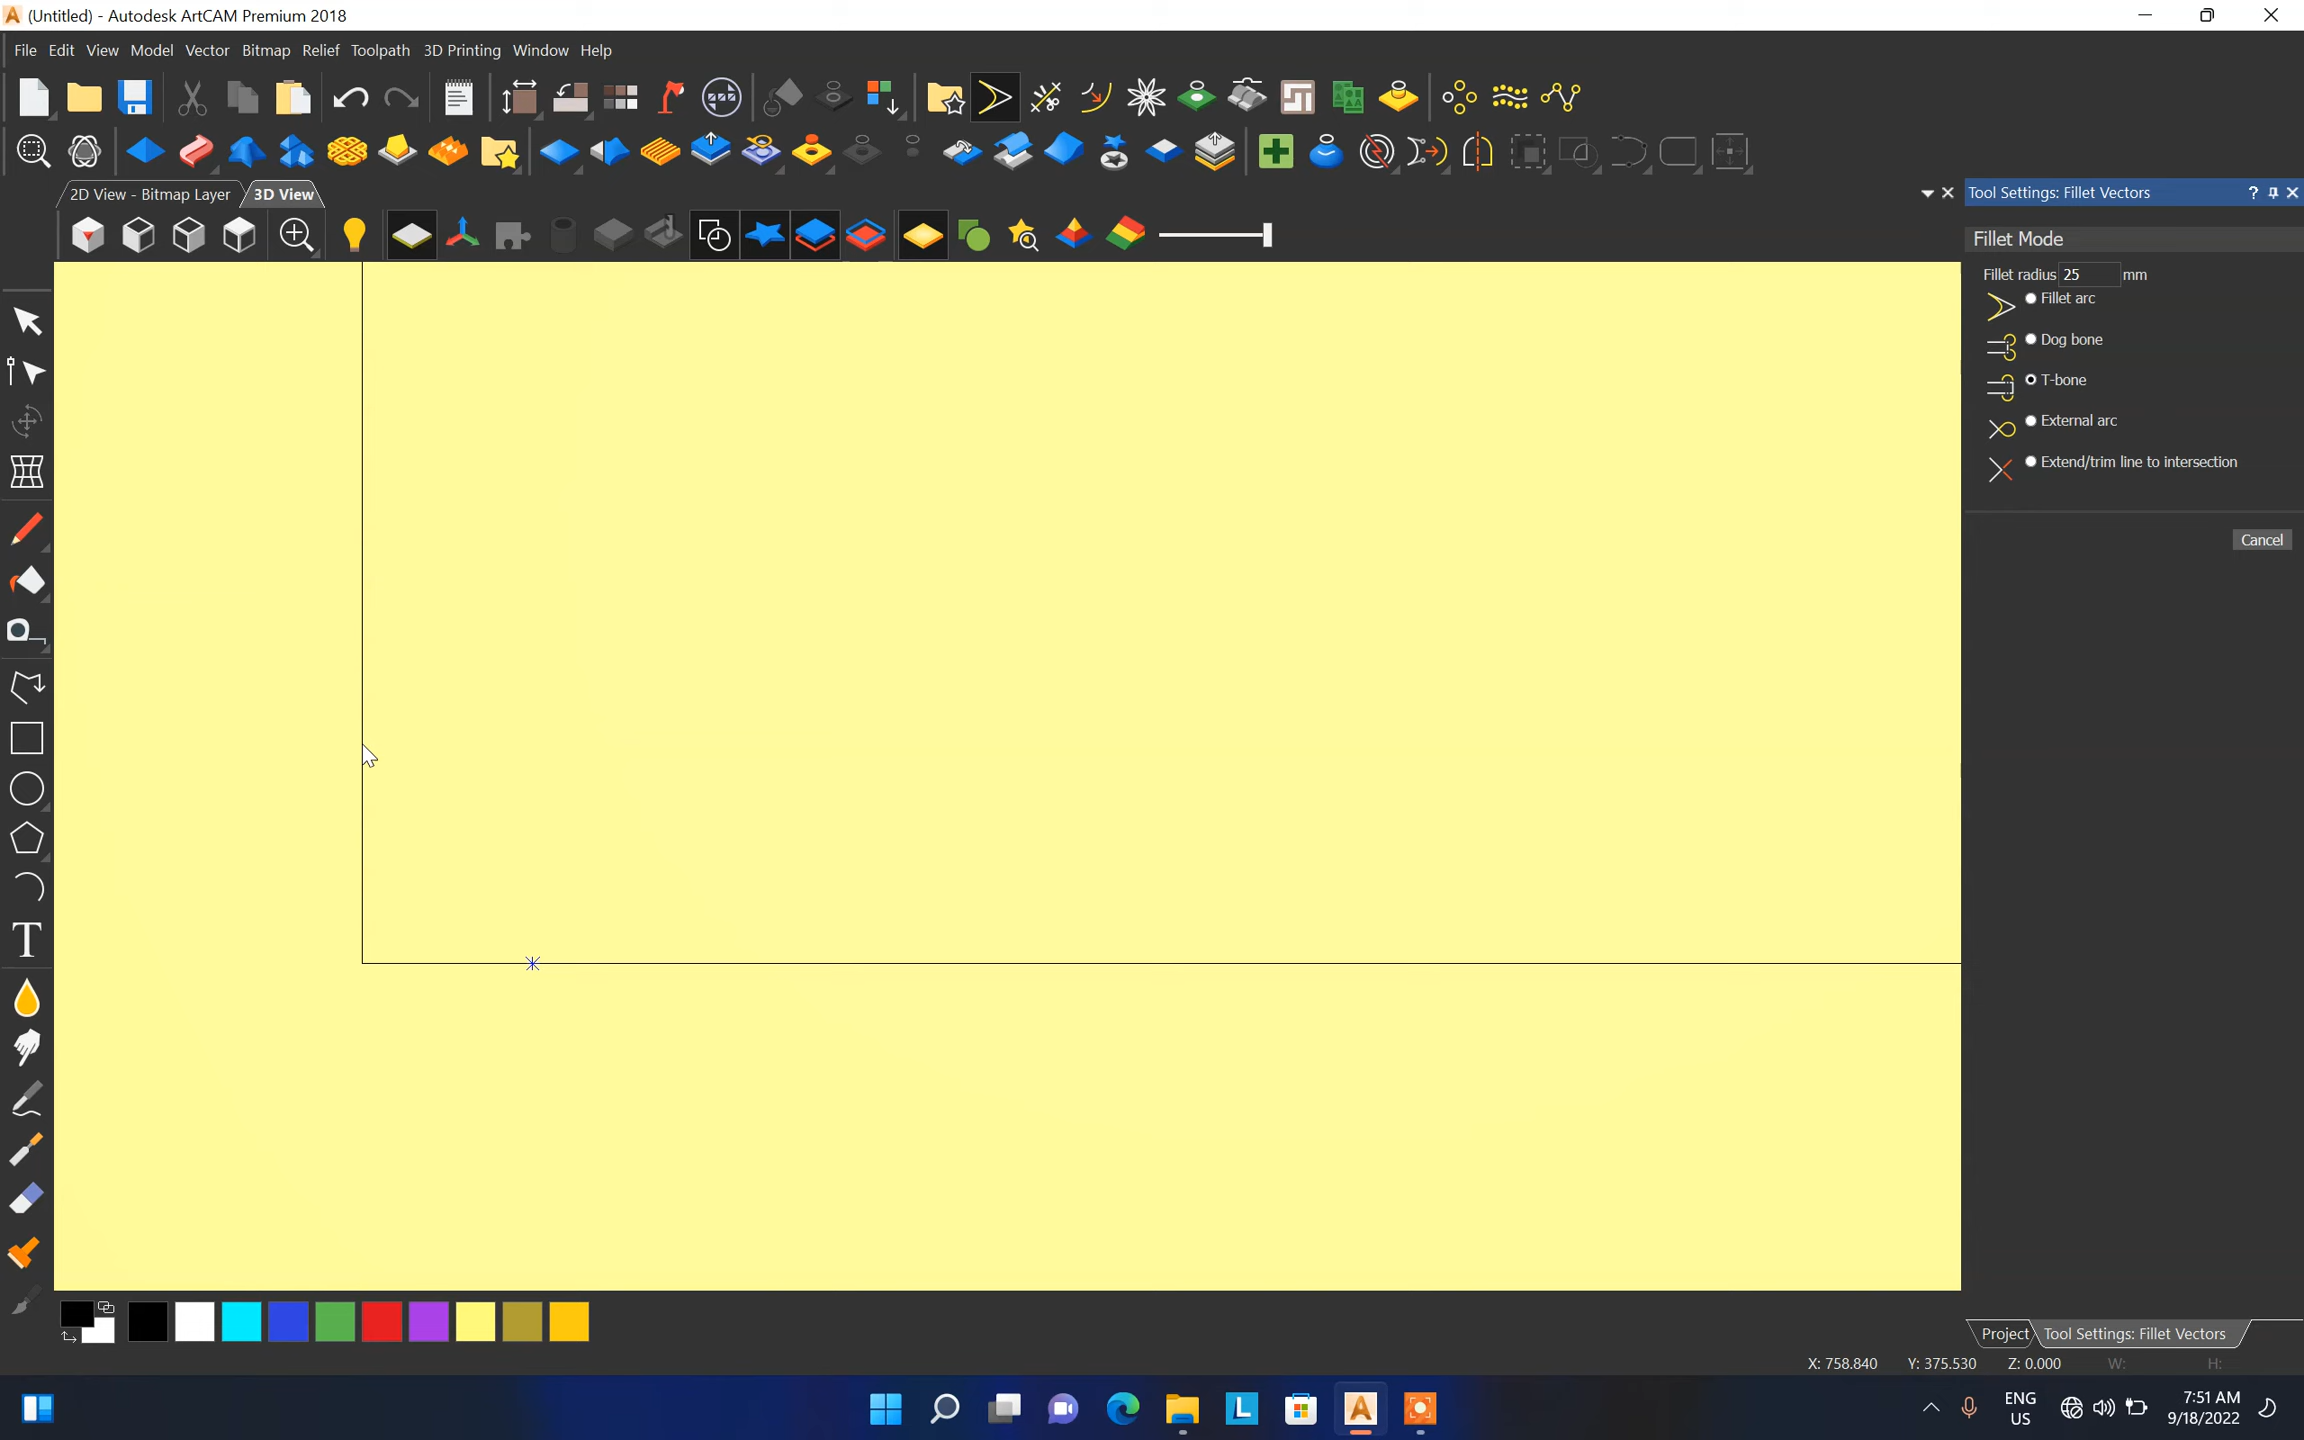 (Untitled) - Autodesk ArtCAM Premium 2018
File Edit View Model Vector Bitmap Relief Toolpath 3D Printing Window Help
2D View - Bitmap Layer 3D View
Tool Settings: Fillet Vectors
Fillet Mode
Fillet radius 25 mm
Fillet arc
Dog bone
T-bone
External arc
Extend/trim line to intersection
Cancel
T
Project Tool Settings: Fillet Vectors
X: 758.840 Y: 375.530 Z: 0.000 W: H:
L
A
ENG
US
7:51 AM
9/18/2022